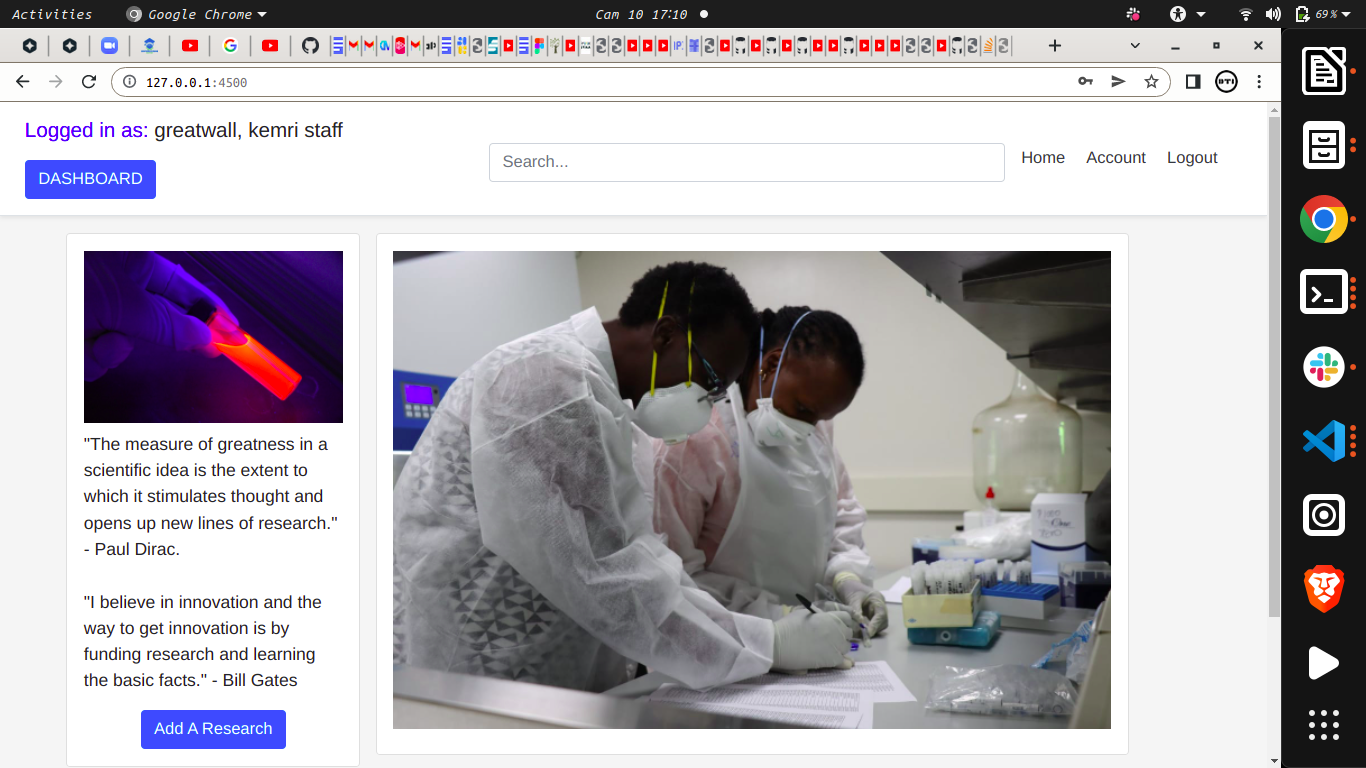 Activities
Google Chrome
Cam 10 17:10
69 %
127.0.0.1:4500
Logged in as: greatwall, kemri staff
DASHBOARD
Search...
Home
Account
Logout
"The measure of greatness in a
scientific idea is the extent to
which it stimulates thought and
opens up new lines of research."
- Paul Dirac.
"I believe in innovation and the
way to get innovation is by
funding research and learning
the basic facts." - Bill Gates
Add A Research